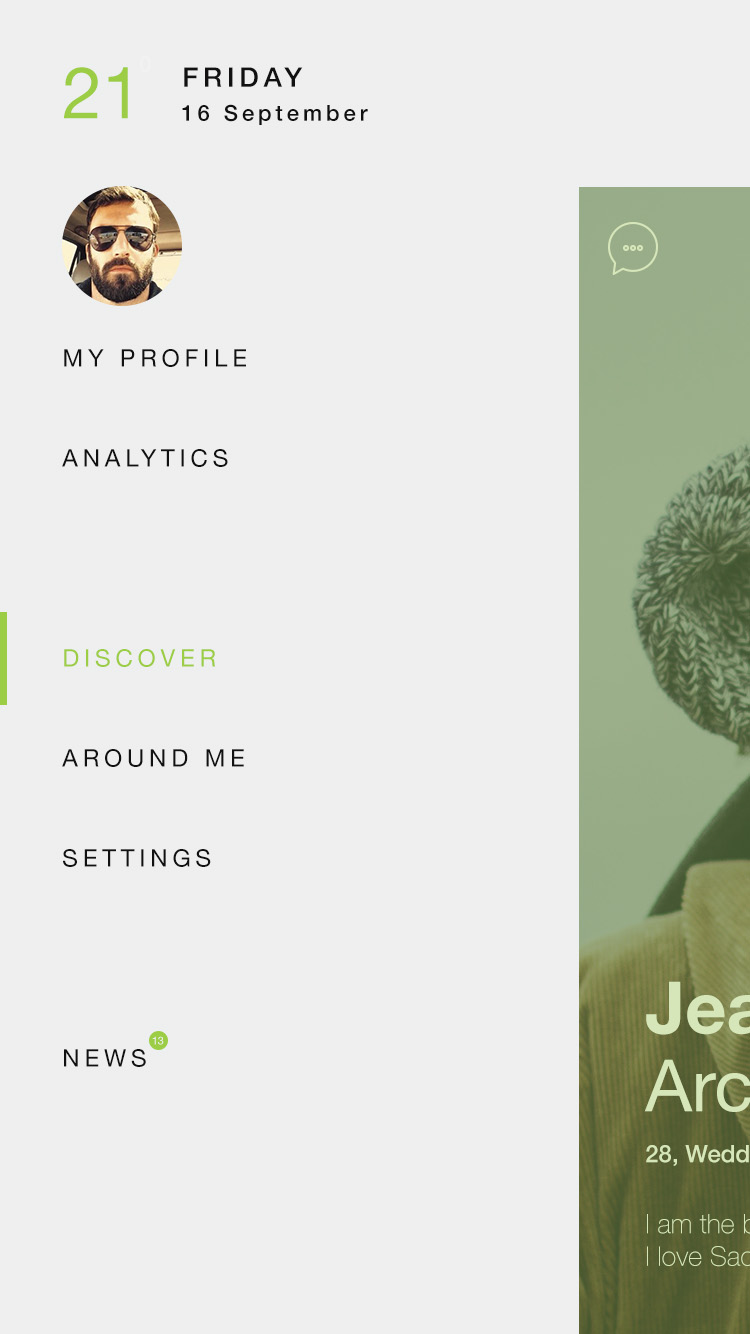 21°
FRIDAY
16 September
MY PROFILE
ANALYTICS
DISCOVER
AROUND ME
SETTINGS
NEWS 13
Jea
Arc
28, Wedd
I am the b
I love Sac